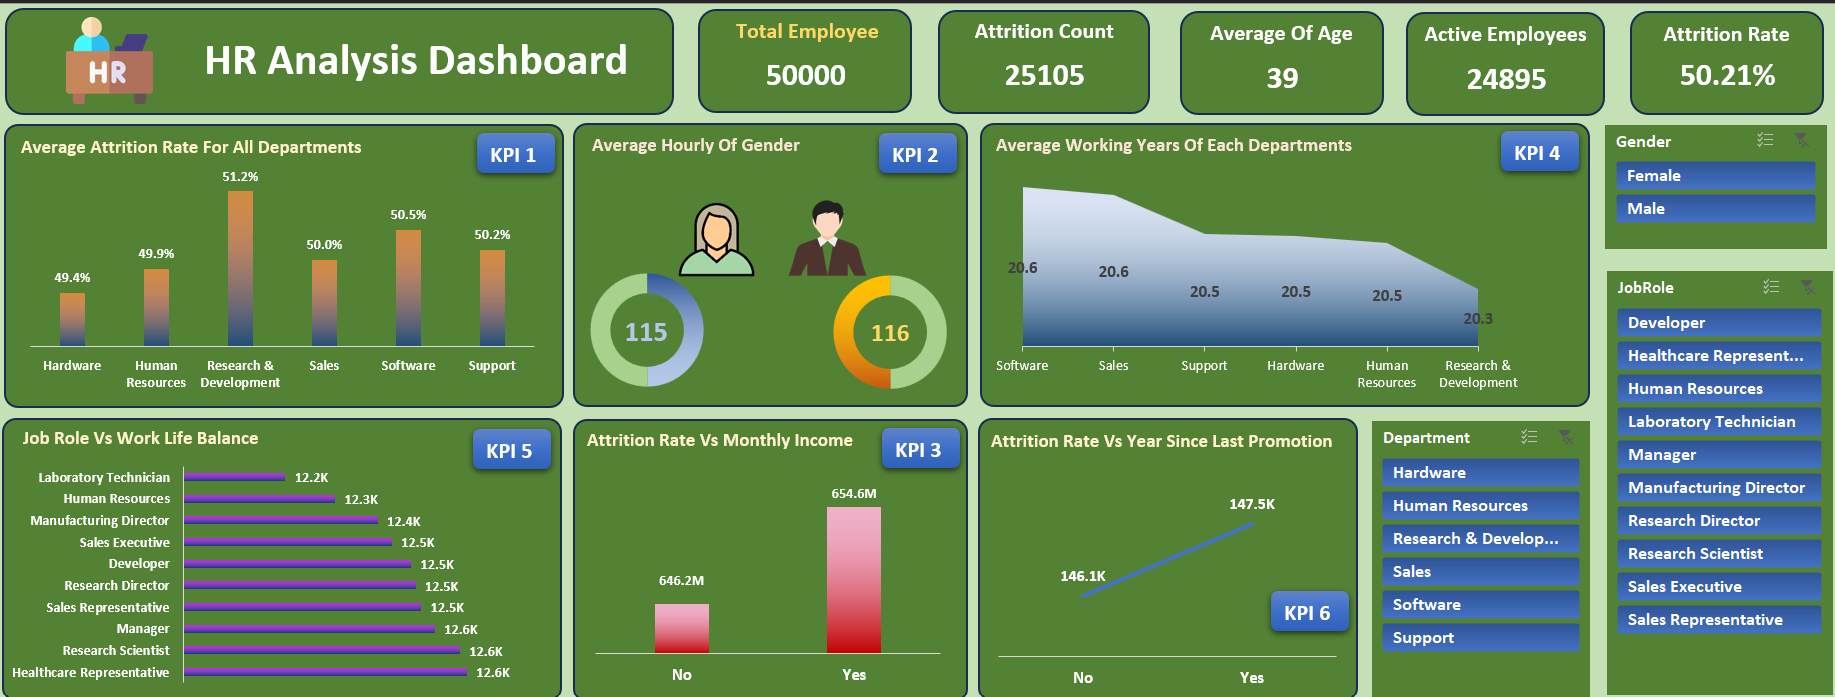 HR
HR Analysis Dashboard
Total Employee
50000
Attrition Count
25105
Average Of Age
39
Active Employees
24895
Attrition Rate
50.21%
Average Attrition Rate For All Departments
KPI 1
49.4%
49.9%
51.2%
50.0%
50.5%
50.2%
Hardware
Human
Resources
Research &
Development
Sales
Software
Support
Average Hourly Of Gender
KPI 2
115
116
Average Working Years Of Each Departments
KPI 4
20.6
20.6
20.5
20.5
20.5
20.3
Software
Sales
Support
Hardware
Human
Resources
Research &
Development
Gender
Female
Male
JobRole
Developer
Healthcare Represent...
Human Resources
Laboratory Technician
Manager
Manufacturing Director
Research Director
Research Scientist
Sales Executive
Sales Representative
Job Role Vs Work Life Balance
KPI 5
Laboratory Technician 12.2K
Human Resources 12.3K
Manufacturing Director 12.4K
Sales Executive 12.5K
Developer 12.5K
Research Director 12.5K
Sales Representative 12.5K
Manager 12.6K
Research Scientist 12.6K
Healthcare Representative 12.6K
Attrition Rate Vs Monthly Income
KPI 3
646.2M
654.6M
No
Yes
Attrition Rate Vs Year Since Last Promotion
146.1K
147.5K
KPI 6
No
Yes
Department
Hardware
Human Resources
Research & Develop...
Sales
Software
Support